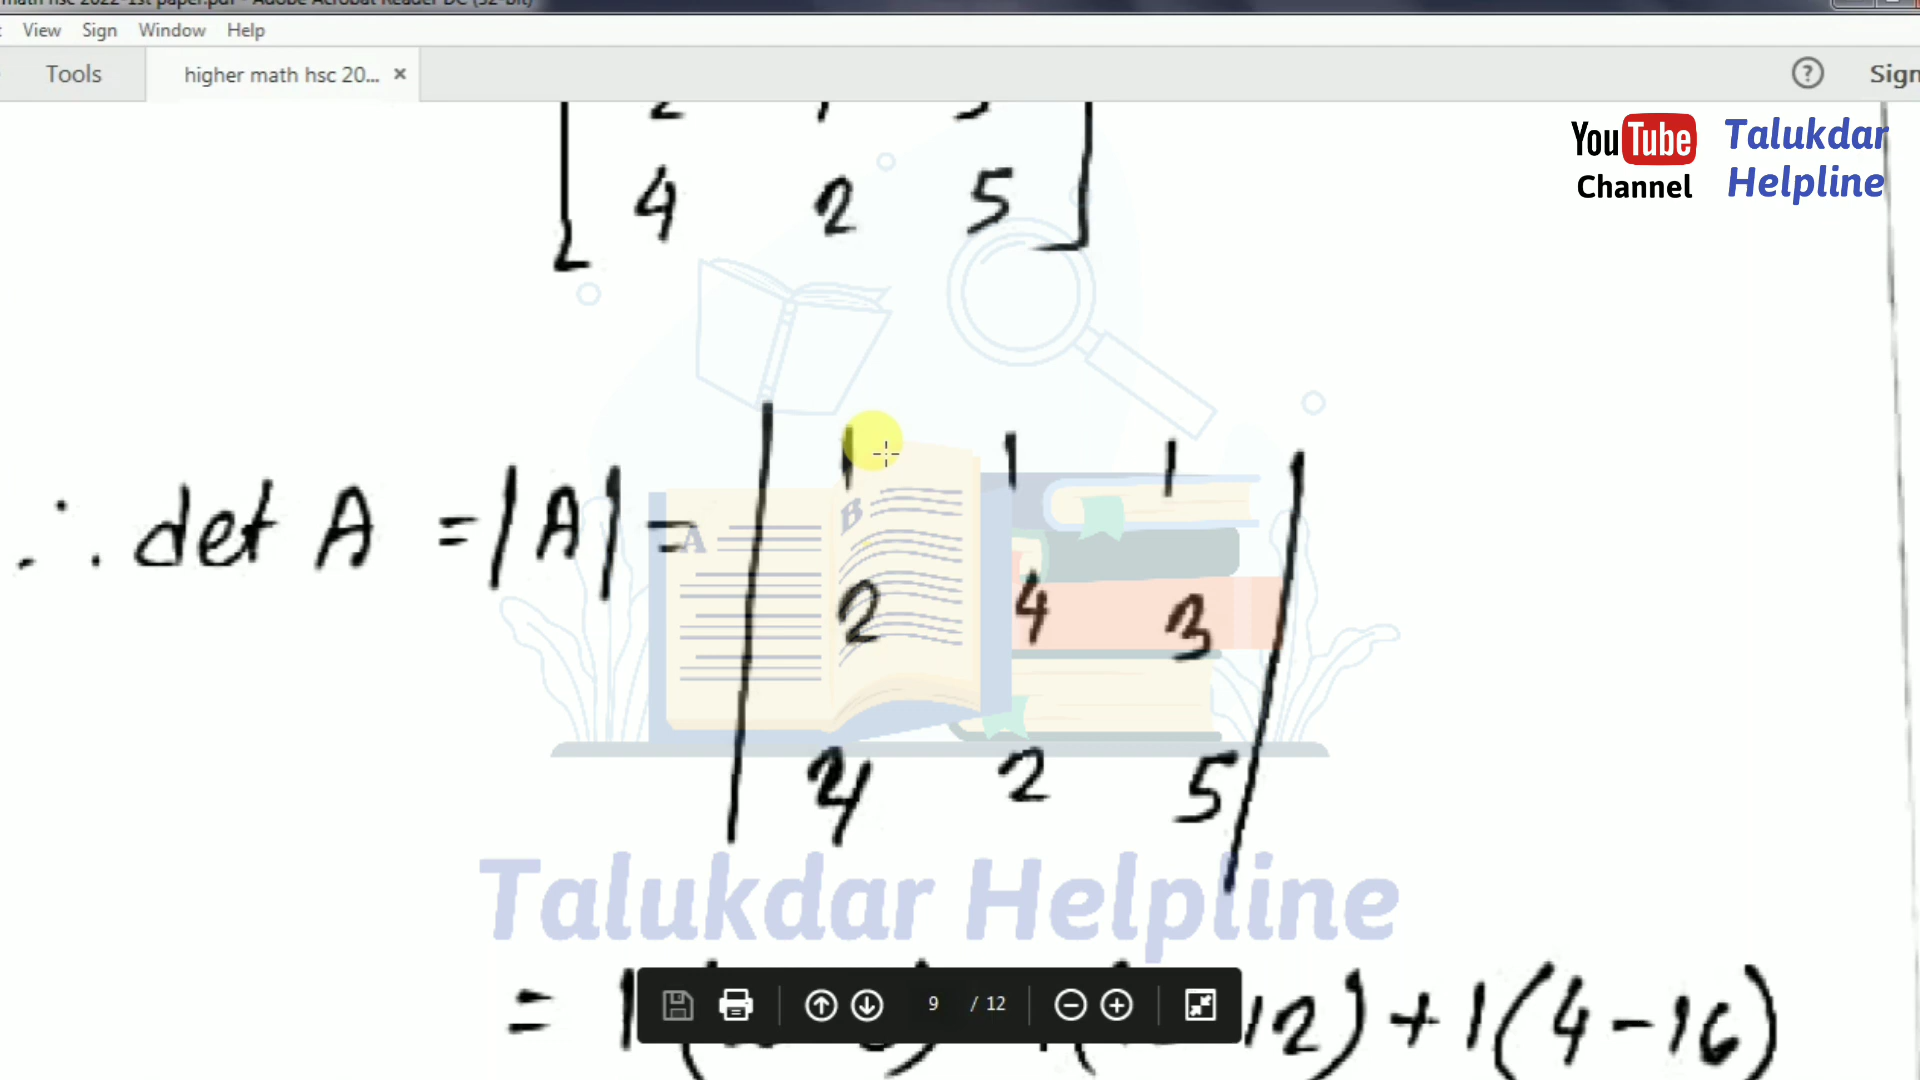 View Sign Window Help
Tools higher math hsc 20... × ? Sign
YouTube Talukdar
Channel Helpline
4 2 5
1 1 1
∴ det A = |A| =
2 4 3
4 2 5
Talukdar Helpline
9 / 12
= 1( 12) + 1(4-16)